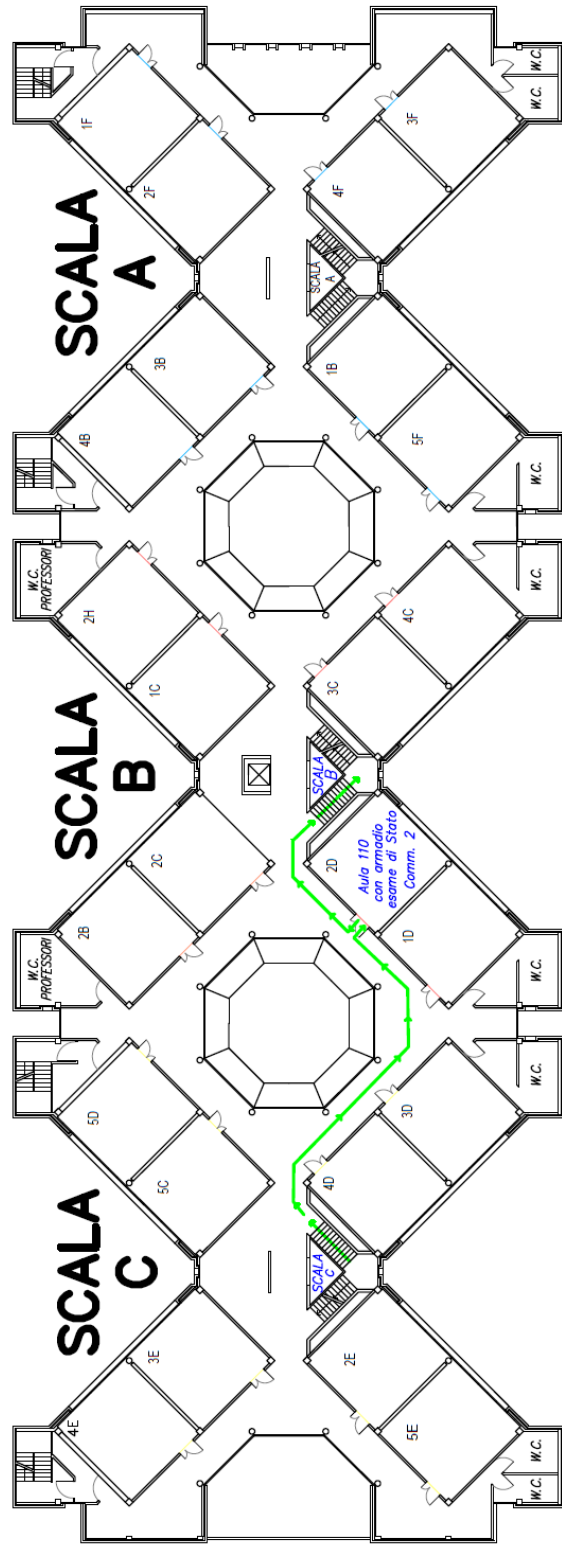 W.C.
W.C.
1F
2F
3F
4F
SCALA
A
SCALA
A
3B
4B
1B
5F
W.C.
W.C.
PROFESSORI
W.C.
2H
1C
4C
3C
SCALA
B
SCALA
B
2C
2B
2D
Aula 110
con armadio
esame di Stato
Comm. 2
1D
W.C.
PROFESSORI
W.C.
W.C.
5D
5C
3D
4D
SCALA
C
SCALA
C
3E
4E
2E
5E
W.C.
W.C.